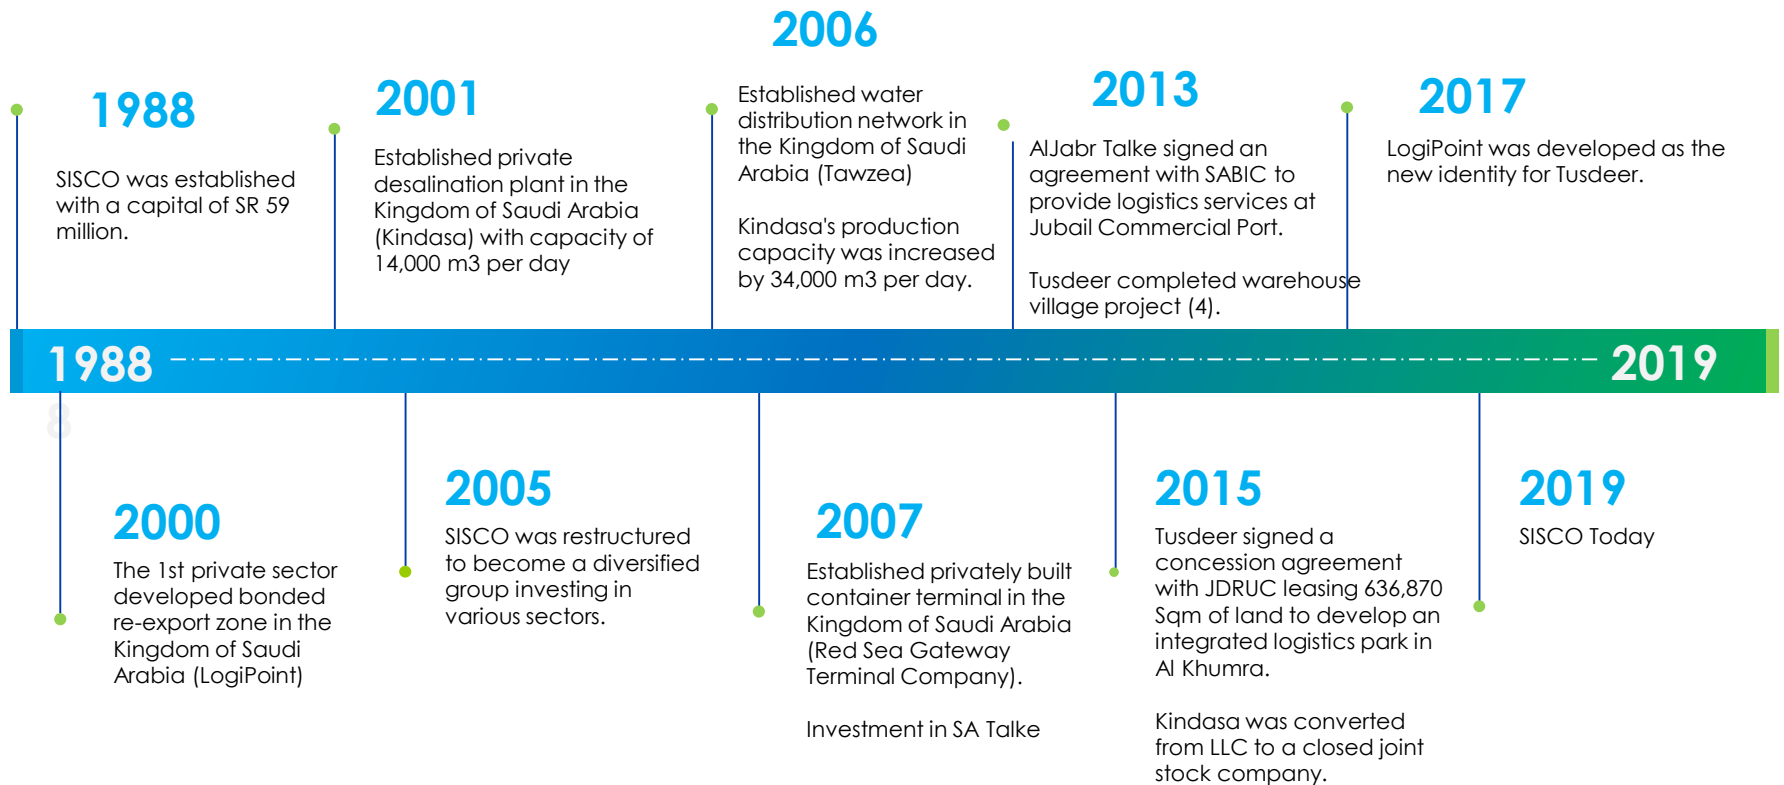 1988
SISCO was established
with a capital of SR 59
million.
2001
Established private
desalination plant in the
Kingdom of Saudi Arabia
(Kindasa) with capacity of
14,000 m3 per day
2006
Established water
distribution network in
the Kingdom of Saudi
Arabia (Tawzea)
Kindasa's production
capacity was increased
by 34,000 m3 per day.
2013
AlJabr Talke signed an
agreement with SABIC to
provide logistics services at
Jubail Commercial Port.
Tusdeer completed warehouse
village project (4).
2017
LogiPoint was developed as the
new identity for Tusdeer.
1988
2019
8
2000
The 1st private sector
developed bonded
re-export zone in the
Kingdom of Saudi
Arabia (LogiPoint)
2005
SISCO was restructured
to become a diversified
group investing in
various sectors.
2007
Established privately built
container terminal in the
Kingdom of Saudi Arabia
(Red Sea Gateway
Terminal Company).
Investment in SA Talke
2015
Tusdeer signed a
concession agreement
with JDRUC leasing 636,870
Sqm of land to develop an
integrated logistics park in
Al Khumra.
Kindasa was converted
from LLC to a closed joint
stock company.
2019
SISCO Today